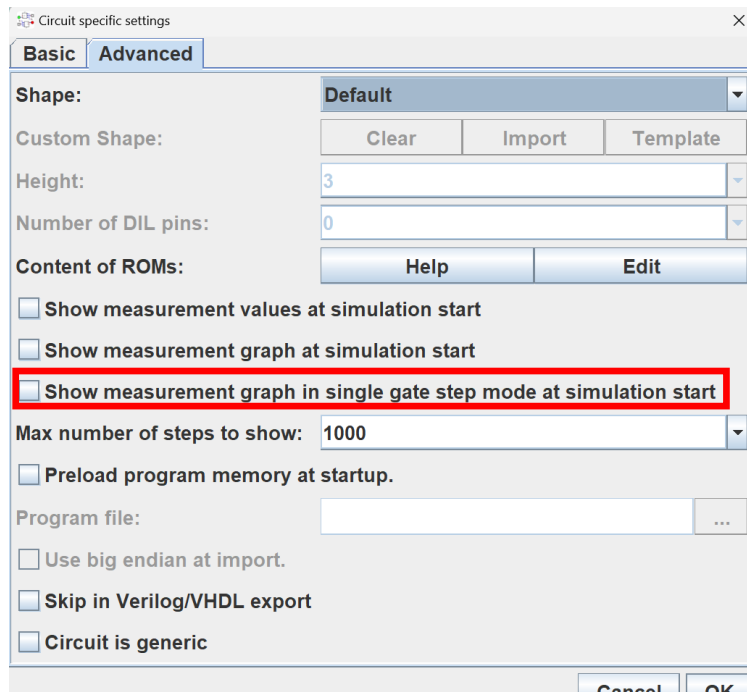 Circuit specific settings
Basic Advanced
Shape: Default
Custom Shape: Clear Import Template
Height: 3
Number of DIL pins: 0
Content of ROMs: Help Edit
Show measurement values at simulation start
Show measurement graph at simulation start
Show measurement graph in single gate step mode at simulation start
Max number of steps to show: 1000
Preload program memory at startup.
Program file: ...
Use big endian at import.
Skip in Verilog/VHDL export
Circuit is generic
Cancel OK